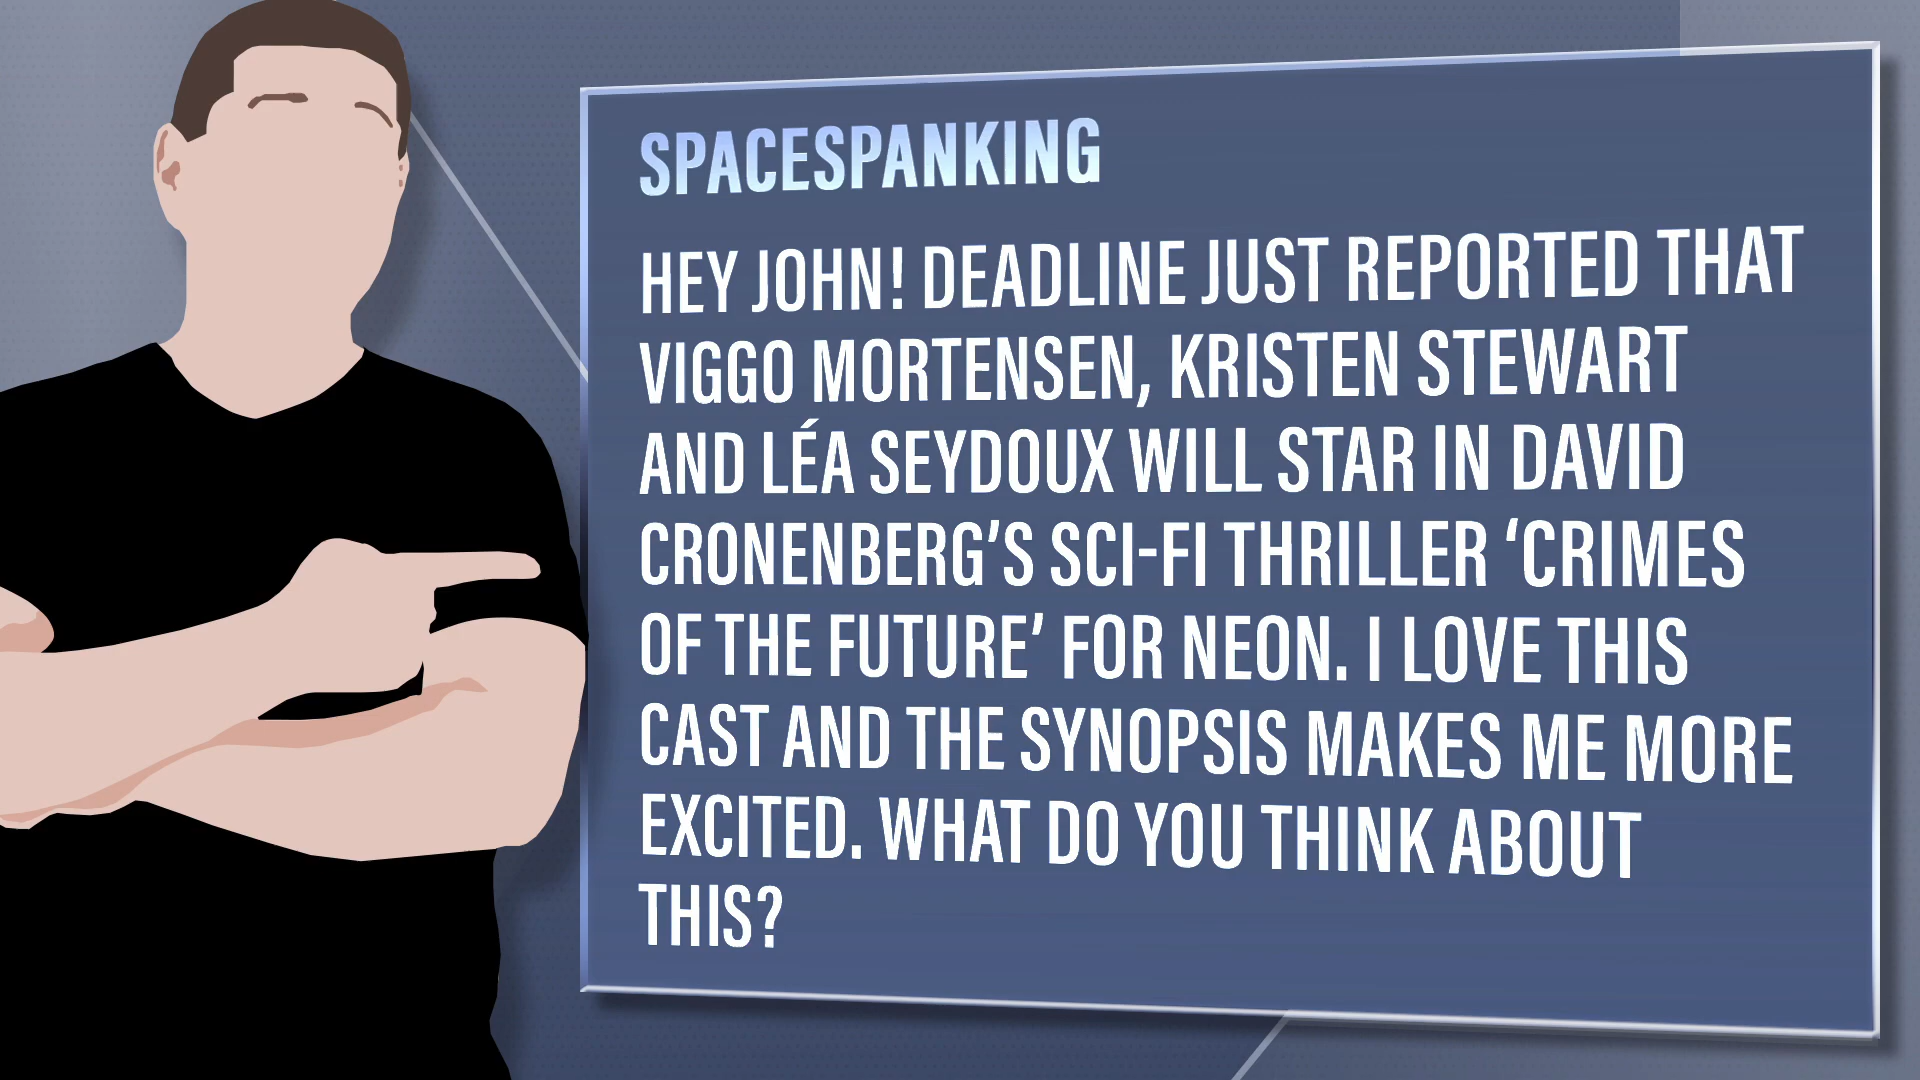 SPACESPANKING
HEY JOHN! DEADLINE JUST REPORTED THAT
VIGGO MORTENSEN, KRISTEN STEWART
AND LÉA SEYDOUX WILL STAR IN DAVID
CRONENBERG’S SCI-FI THRILLER ‘CRIMES
OF THE FUTURE’ FOR NEON. I LOVE THIS
CAST AND THE SYNOPSIS MAKES ME MORE
EXCITED. WHAT DO YOU THINK ABOUT
THIS?